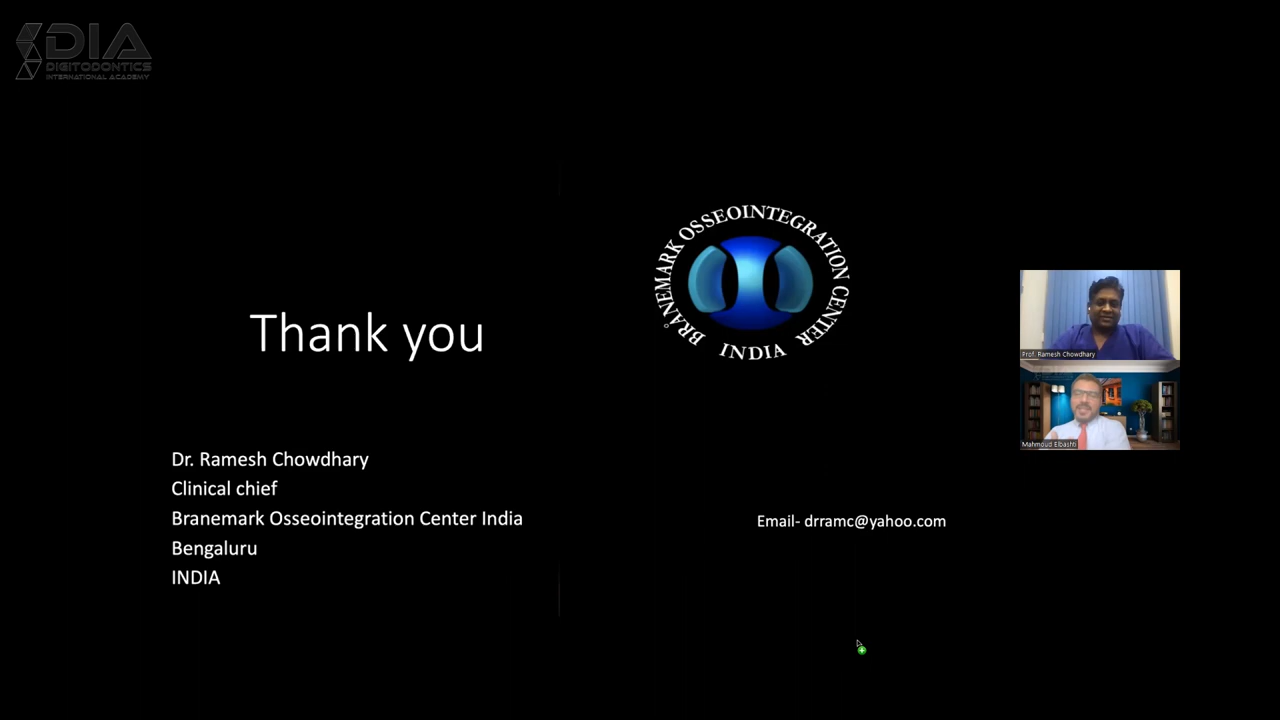 DIA
DIGITODONTICS
INTERNATIONAL ACADEMY
BRÅNEMARK OSSEOINTEGRATION CENTER
INDIA
Thank you
Prof. Ramesh Chowdhary
Mahmoud Elbashti
Dr. Ramesh Chowdhary
Clinical chief
Branemark Osseointegration Center India
Bengaluru
INDIA
Email- drramc@yahoo.com